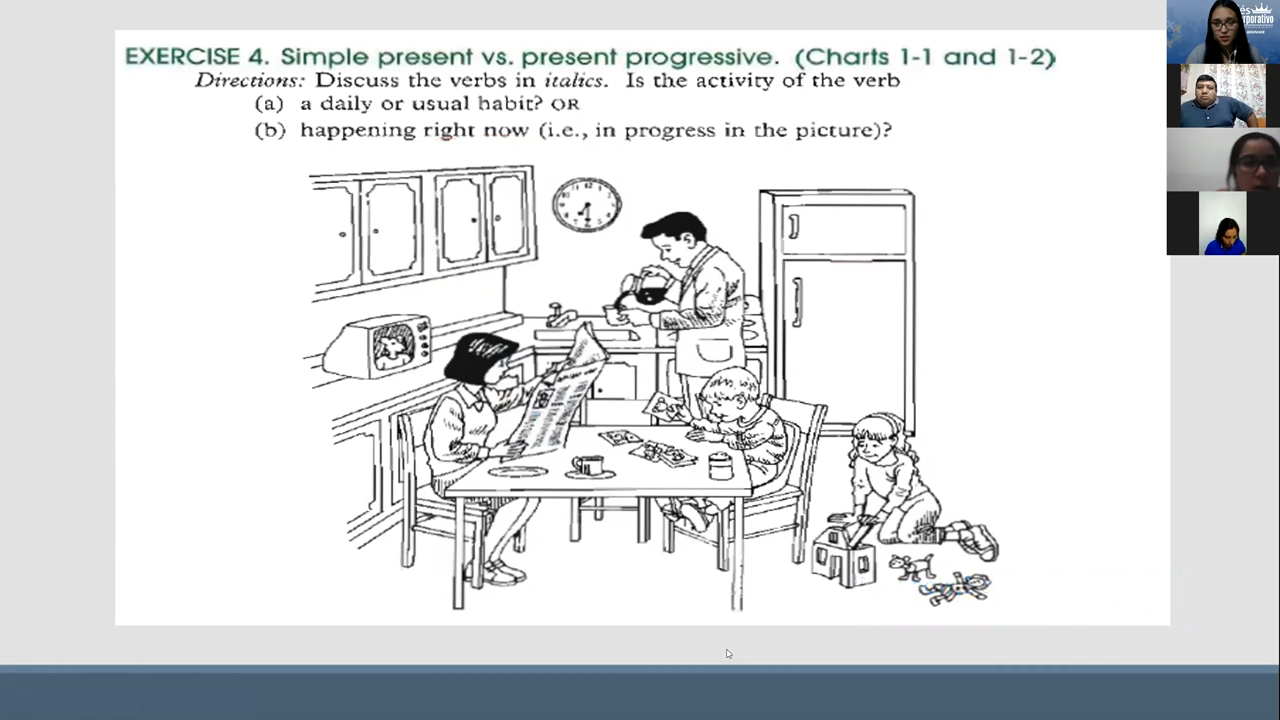 EXERCISE 4. Simple present vs. present progressive. (Charts 1-1 and 1-2)
Directions: Discuss the verbs in italics. Is the activity of the verb
(a) a daily or usual habit? OR
(b) happening right now (i.e., in progress in the picture)?